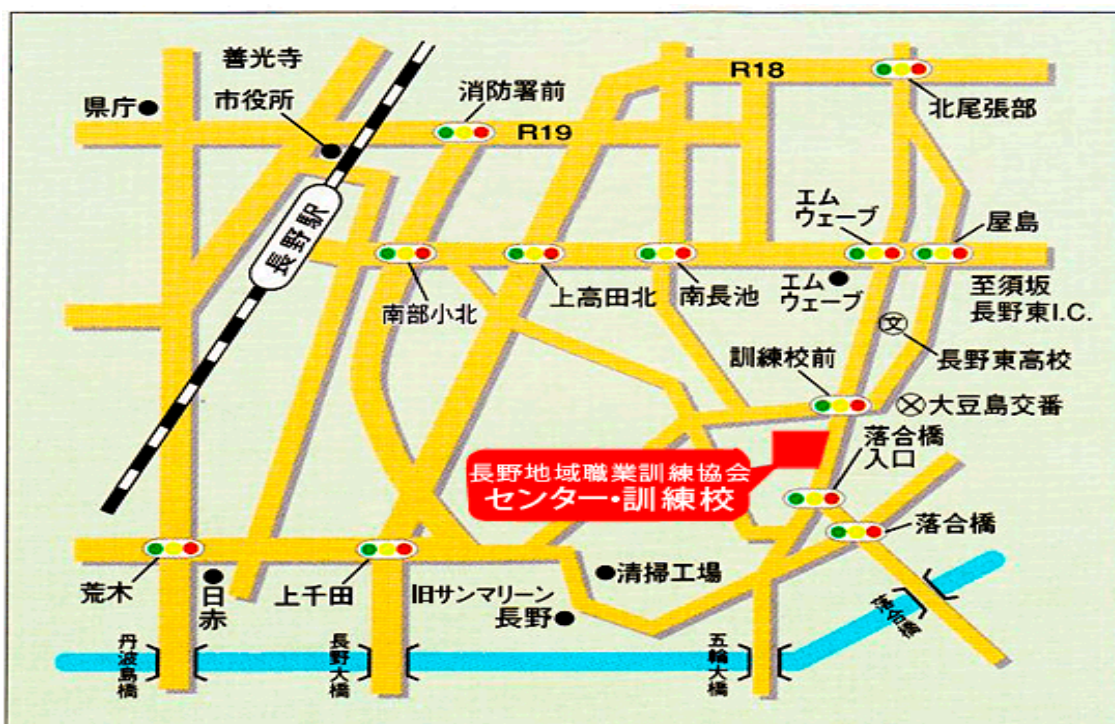 善光寺
R18
県庁
市役所
消防署前
北尾張部
R19
エム
ウェーブ
屋島
長野駅
南部小北
上高田北
南長池
エム
ウェーブ
至須坂
長野東I.C.
文
長野東高校
訓練校前
大豆島交番
落合橋
入口
長野地域職業訓練協会
センター・訓練校
落合橋
荒木
日赤
上千田
旧サンマリーン
長野
清掃工場
丹波島橋
長野大橋
五輪大橋
落合橋